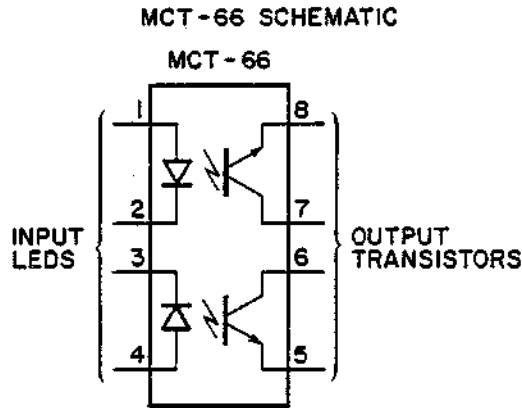 MCT-66 SCHEMATIC
MCT-66
1
8
2
7
INPUT
LEDS
OUTPUT
TRANSISTORS
3
6
4
5